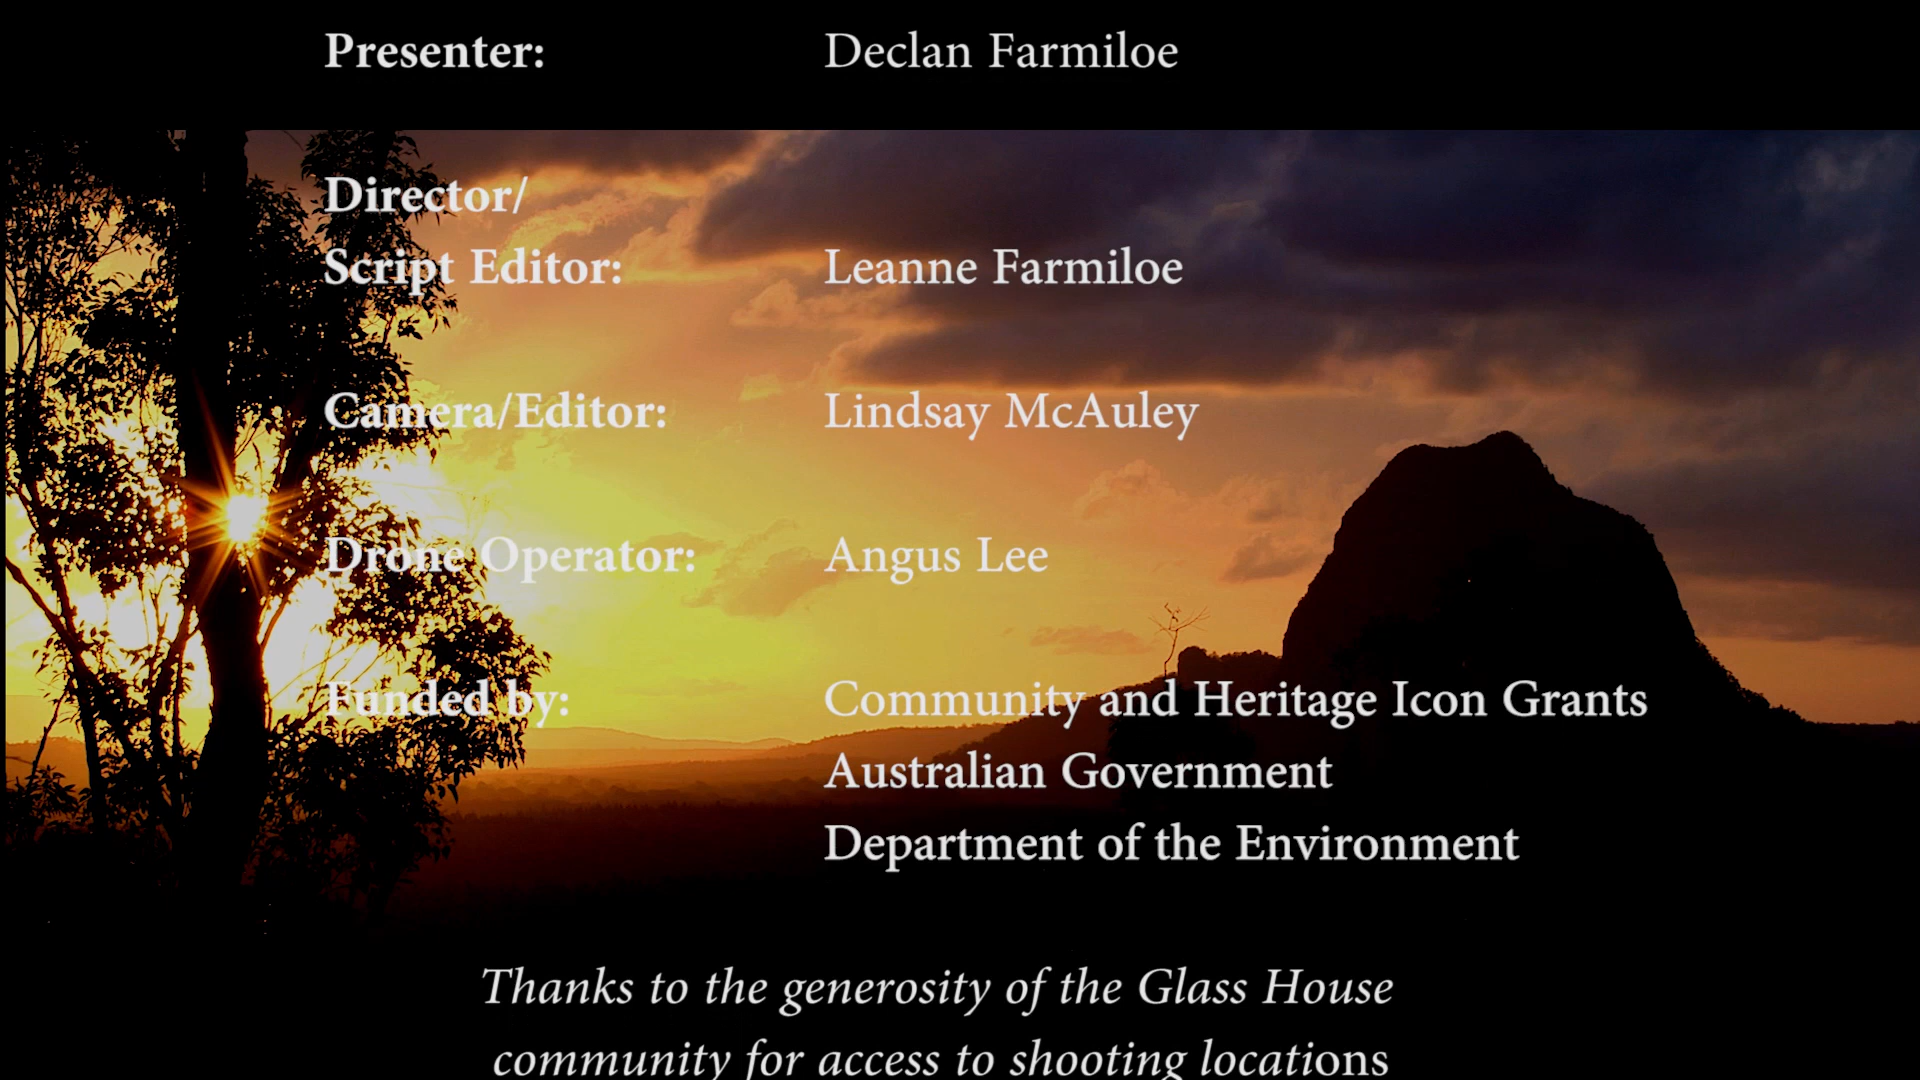 Presenter: Declan Farmiloe
Director/
Script Editor: Leanne Farmiloe
Camera/Editor: Lindsay McAuley
Drone Operator: Angus Lee
Funded by: Community and Heritage Icon Grants
Australian Government
Department of the Environment
Thanks to the generosity of the Glass House
community for access to shooting locations